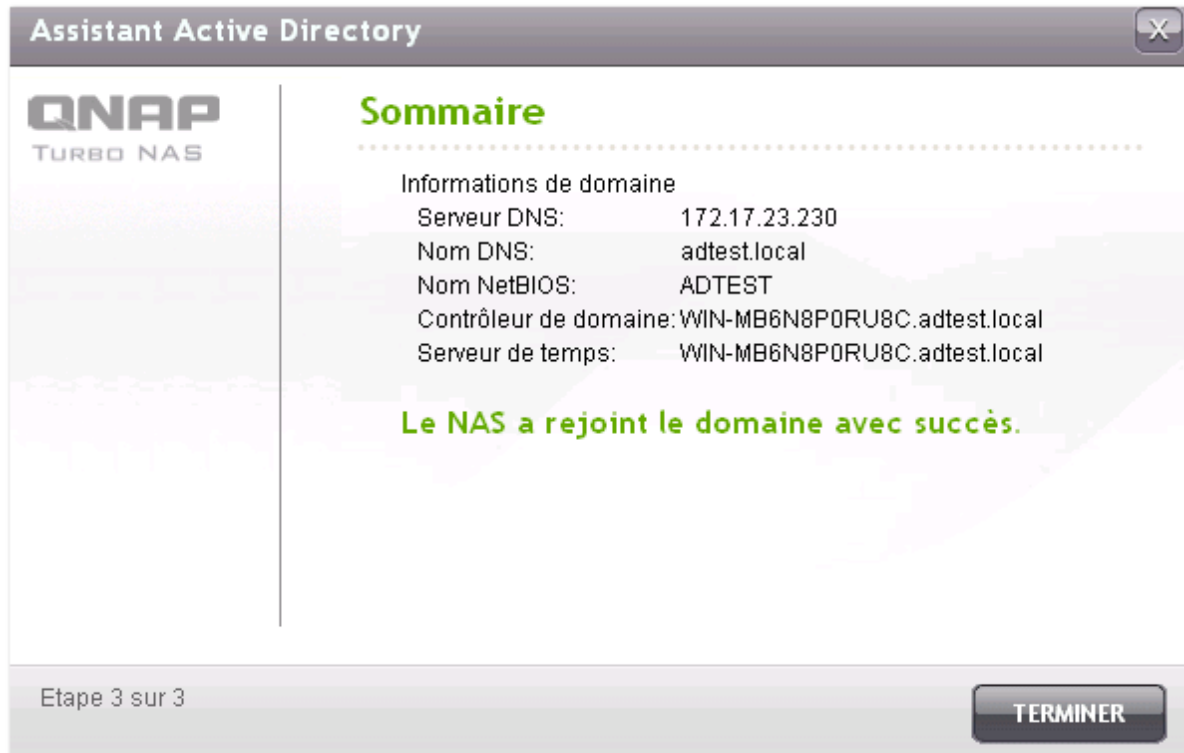 Assistant Active Directory
X
QNAP
TURBO NAS
Sommaire
Informations de domaine
Serveur DNS: 172.17.23.230
Nom DNS: adtest.local
Nom NetBIOS: ADTEST
Contrôleur de domaine: WIN-MB6N8P0RU8C.adtest.local
Serveur de temps: WIN-MB6N8P0RU8C.adtest.local
Le NAS a rejoint le domaine avec succès.
Etape 3 sur 3
TERMINER